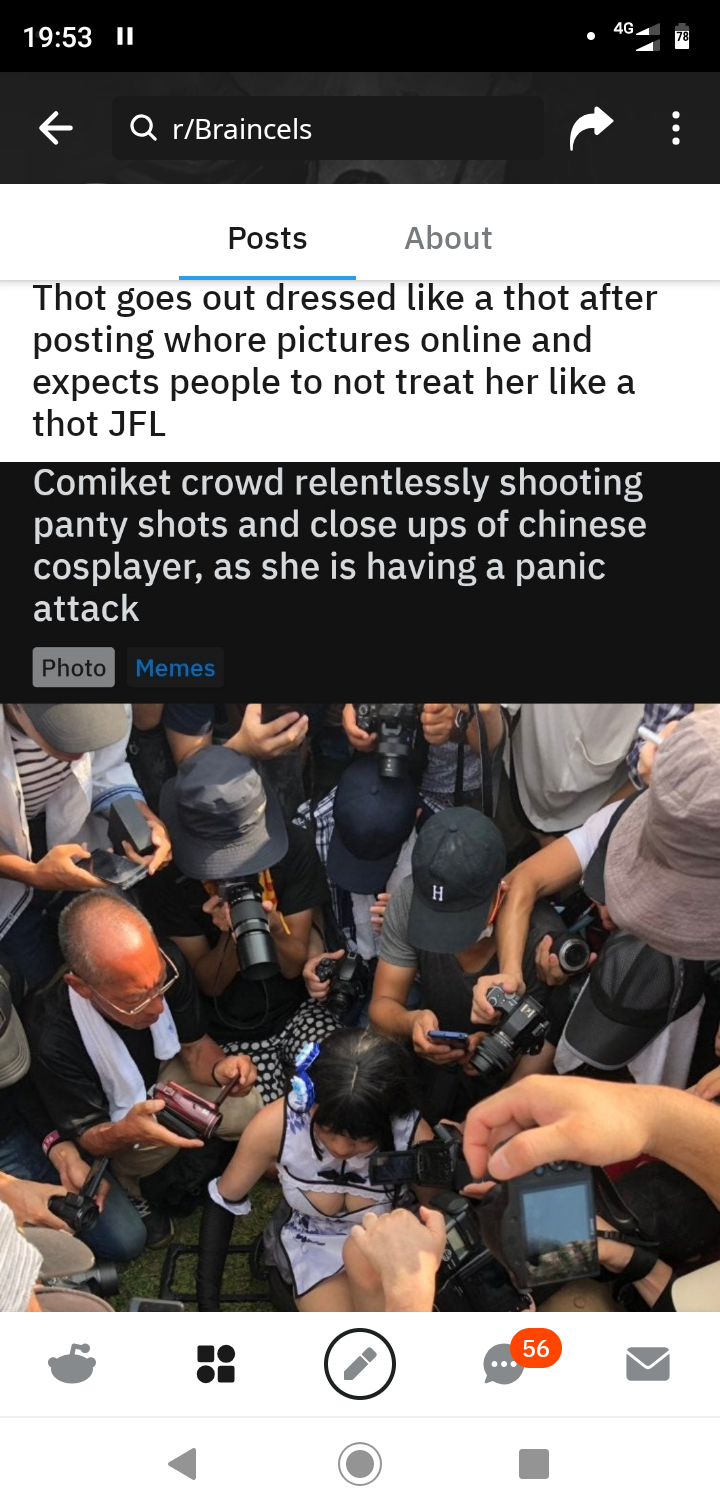 19:53
4G
78
r/Braincels
Posts
About
Thot goes out dressed like a thot after
posting whore pictures online and
expects people to not treat her like a
thot JFL
Comiket crowd relentlessly shooting
panty shots and close ups of chinese
cosplayer, as she is having a panic
attack
Photo
Memes
H
56